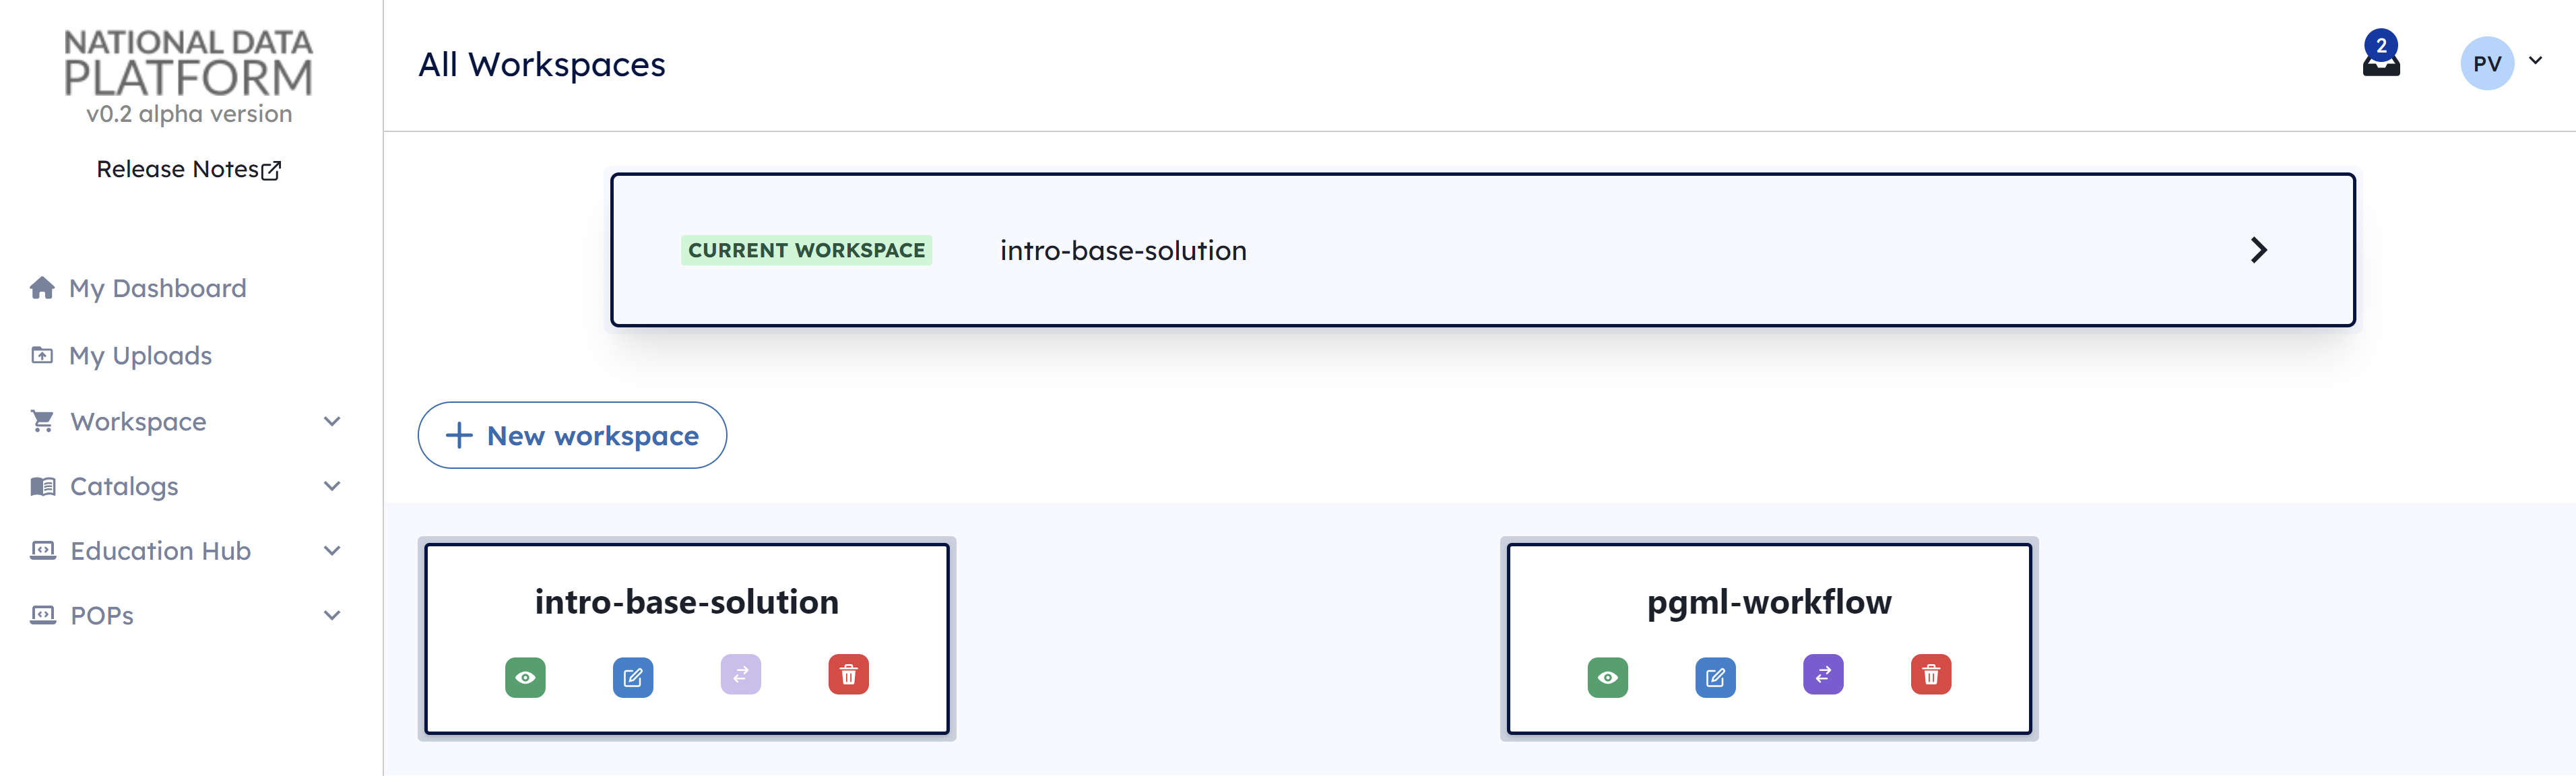 NATIONAL DATA
PLATFORM
v0.2 alpha version
Release Notes
My Dashboard
My Uploads
Workspace
Catalogs
Education Hub
POPs
All Workspaces
2
PV
CURRENT WORKSPACE intro-base-solution
New workspace
intro-base-solution
pgml-workflow